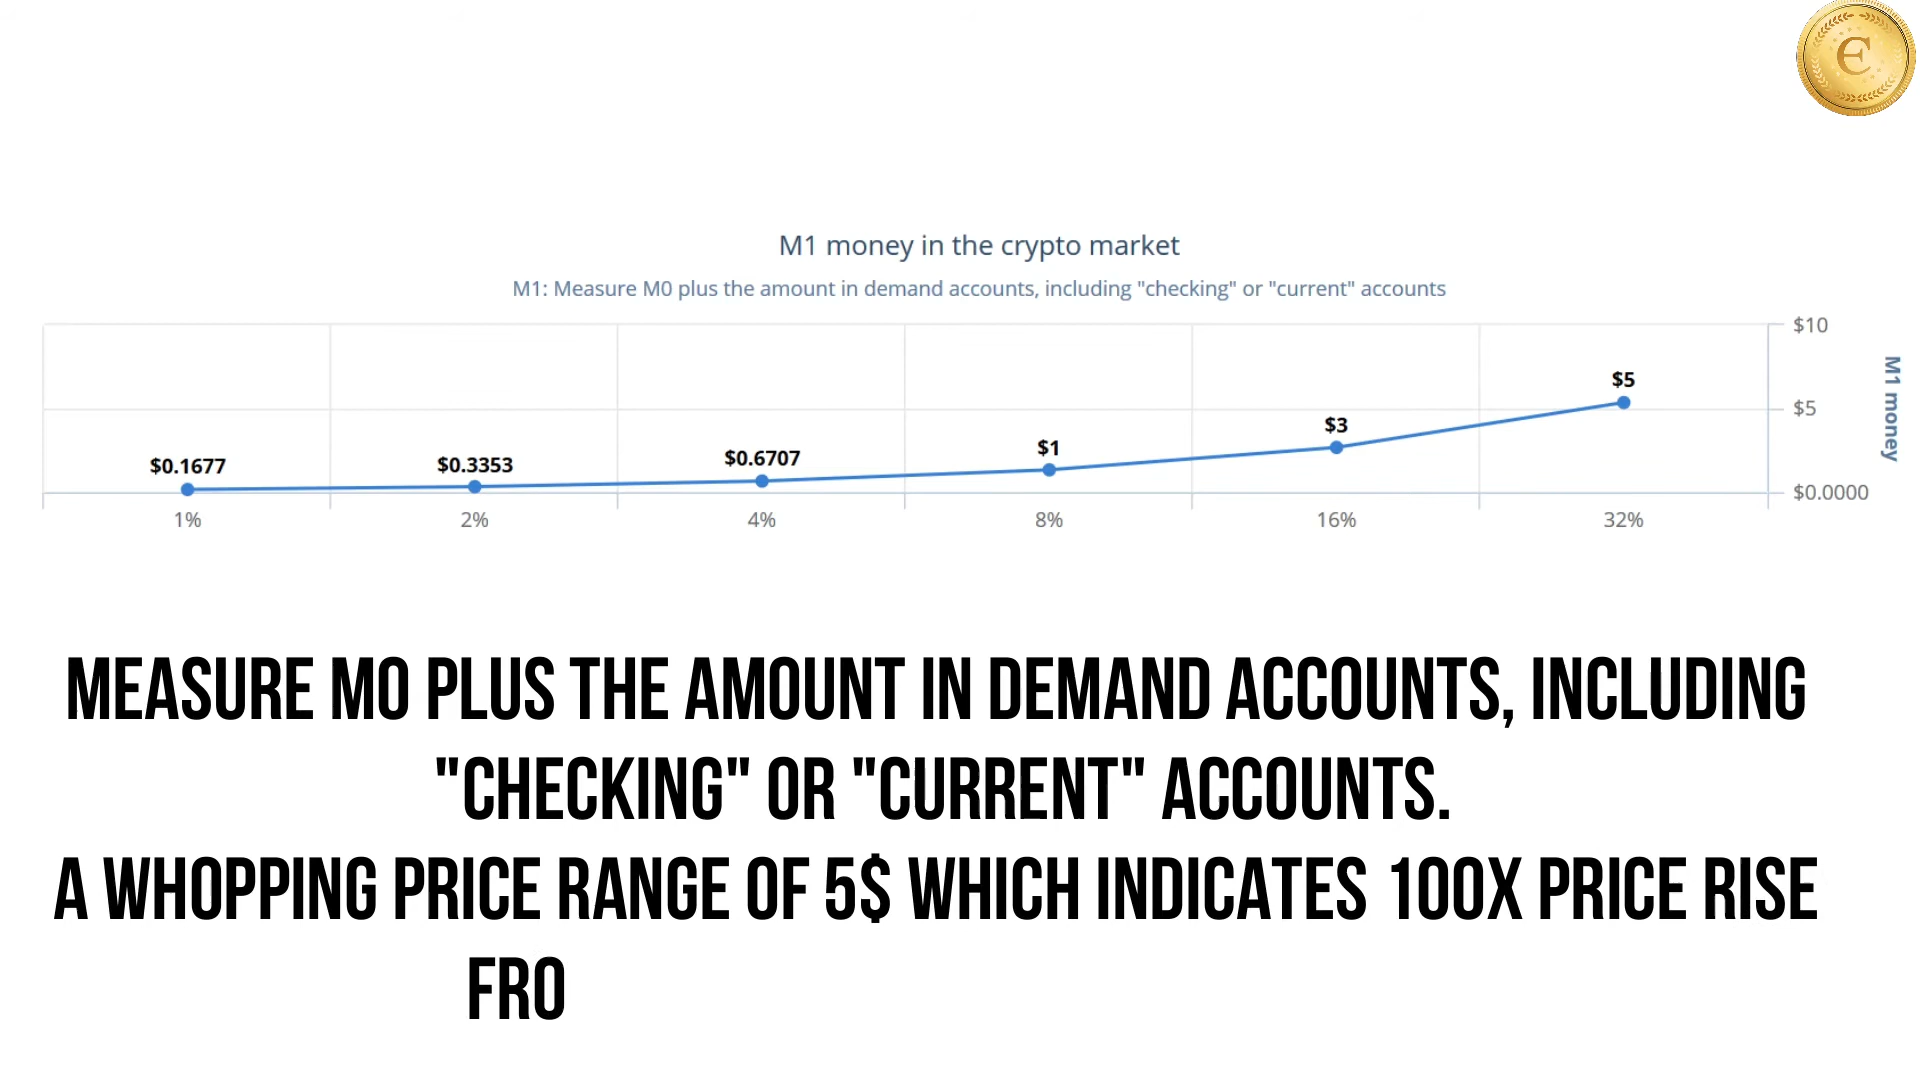 Є
M1 money in the crypto market
M1: Measure M0 plus the amount in demand accounts, including "checking" or "current" accounts
$10
$5
$0.0000
M1 money
$0.1677 $0.3353 $0.6707 $1 $3 $5
1% 2% 4% 8% 16% 32%
MEASURE M0 PLUS THE AMOUNT IN DEMAND ACCOUNTS, INCLUDING
"CHECKING" OR "CURRENT" ACCOUNTS.
A WHOPPING PRICE RANGE OF 5$ WHICH INDICATES 100X PRICE RISE
FRO